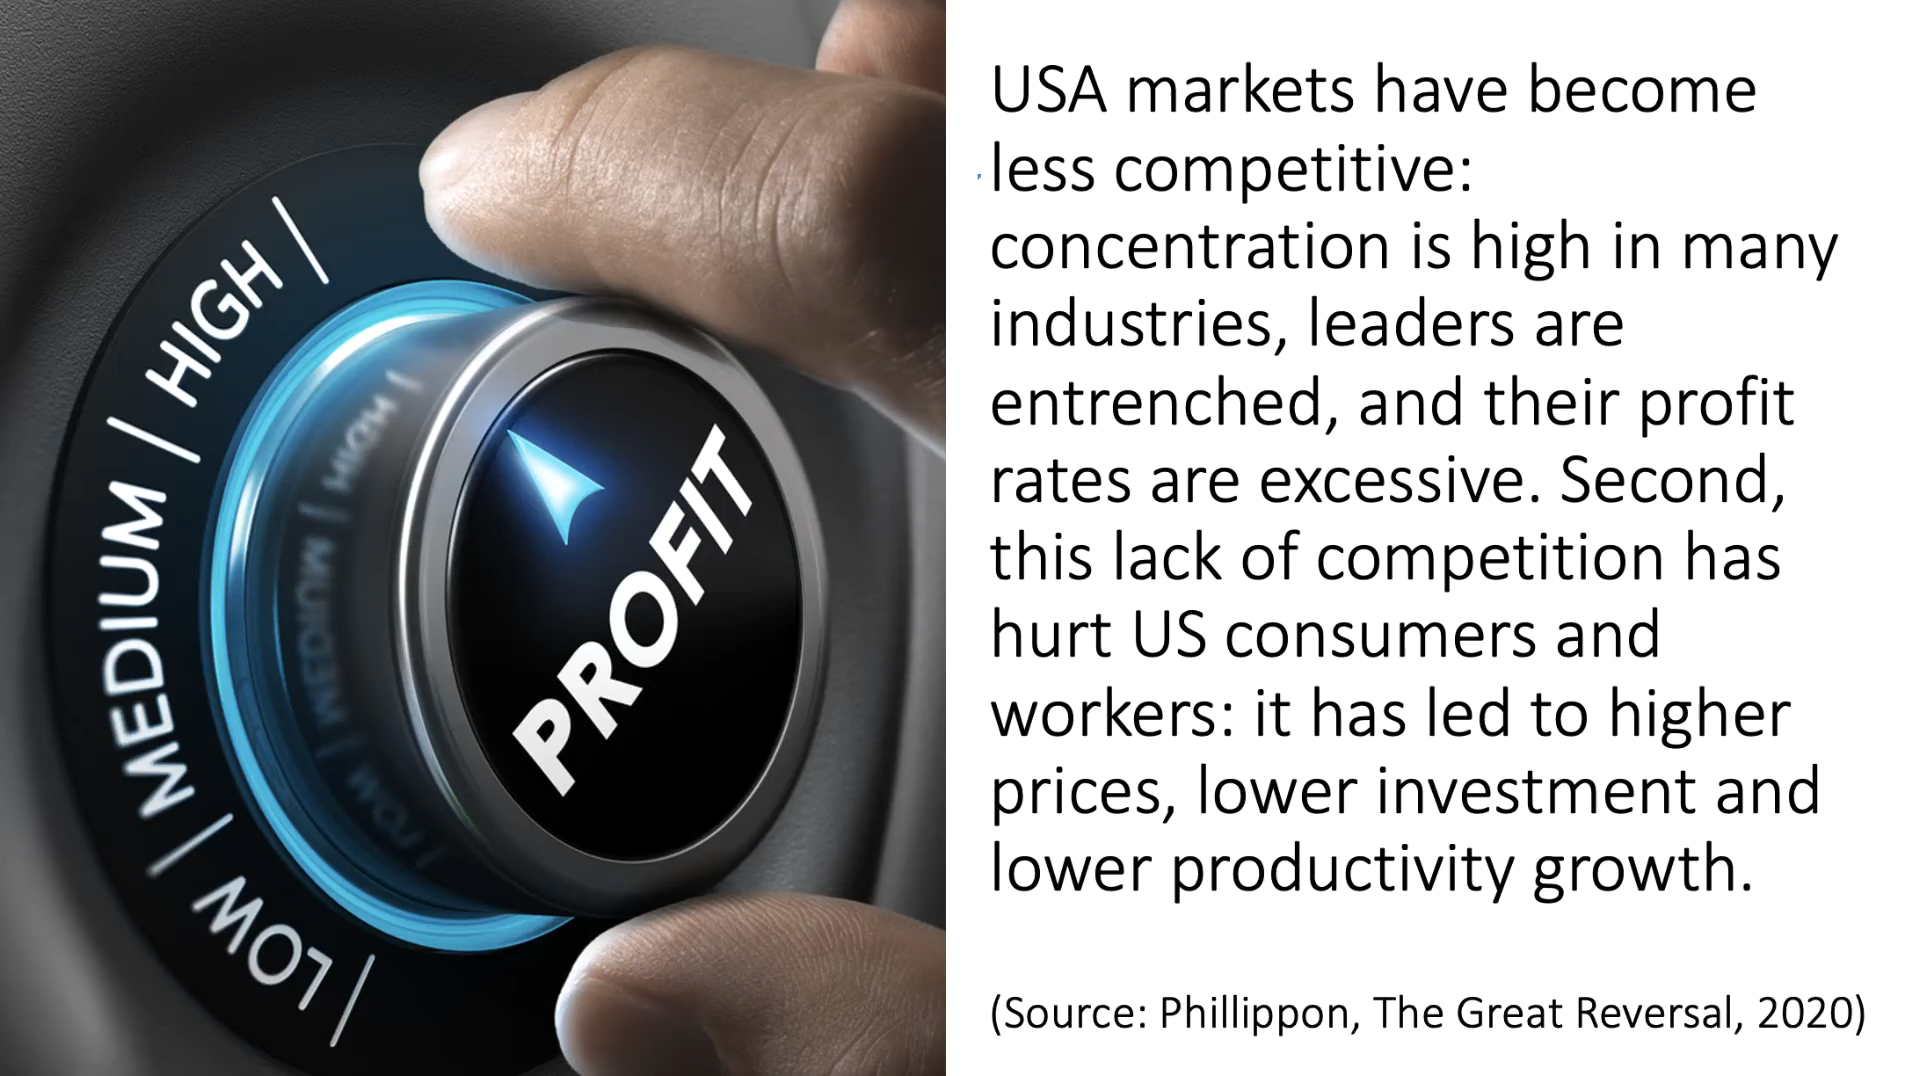 | LOW | MEDIUM / HIGH /
PROFIT
USA markets have become
less competitive:
concentration is high in many
industries, leaders are
entrenched, and their profit
rates are excessive. Second,
this lack of competition has
hurt US consumers and
workers: it has led to higher
prices, lower investment and
lower productivity growth.
(Source: Phillippon, The Great Reversal, 2020)